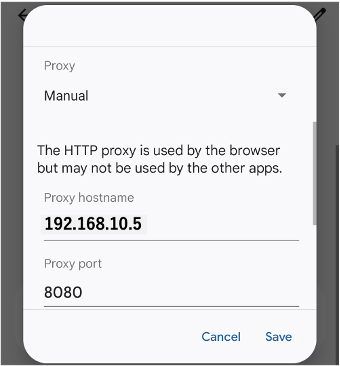 Proxy
Manual
The HTTP proxy is used by the browser
but may not be used by the other apps.
Proxy hostname
192.168.10.5
Proxy port
8080
Cancel
Save